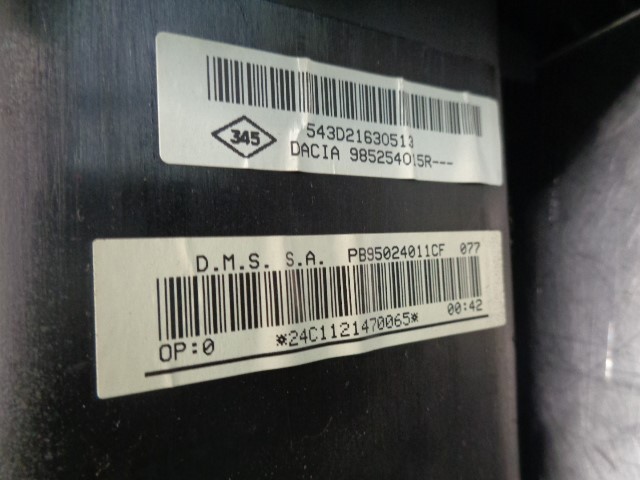 345
543D21630513
DACIA 985254015R---
D.M.S. S.A. PB95024011CF 077
OP:0 *24C1121470065* 00:42